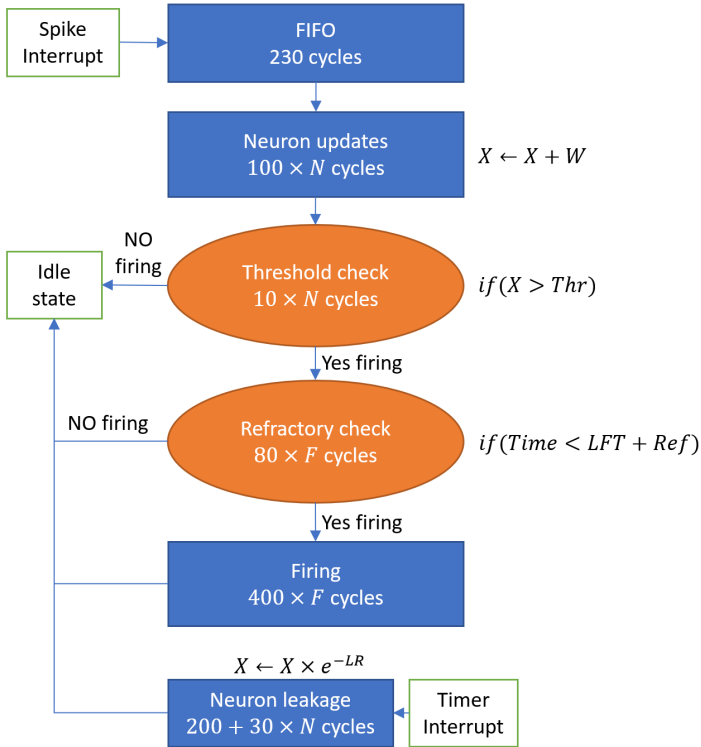 Spike
Interrupt
FIFO
230 cycles
Neuron updates
100 × N cycles
X ← X + W
NO
firing
Idle
state
Threshold check
10 × N cycles
if(X > Thr)
Yes firing
NO firing
Refractory check
80 × F cycles
if(Time < LFT + Ref)
Yes firing
Firing
400 × F cycles
X ← X × e^{-LR}
Neuron leakage
200 + 30 × N cycles
Timer
Interrupt